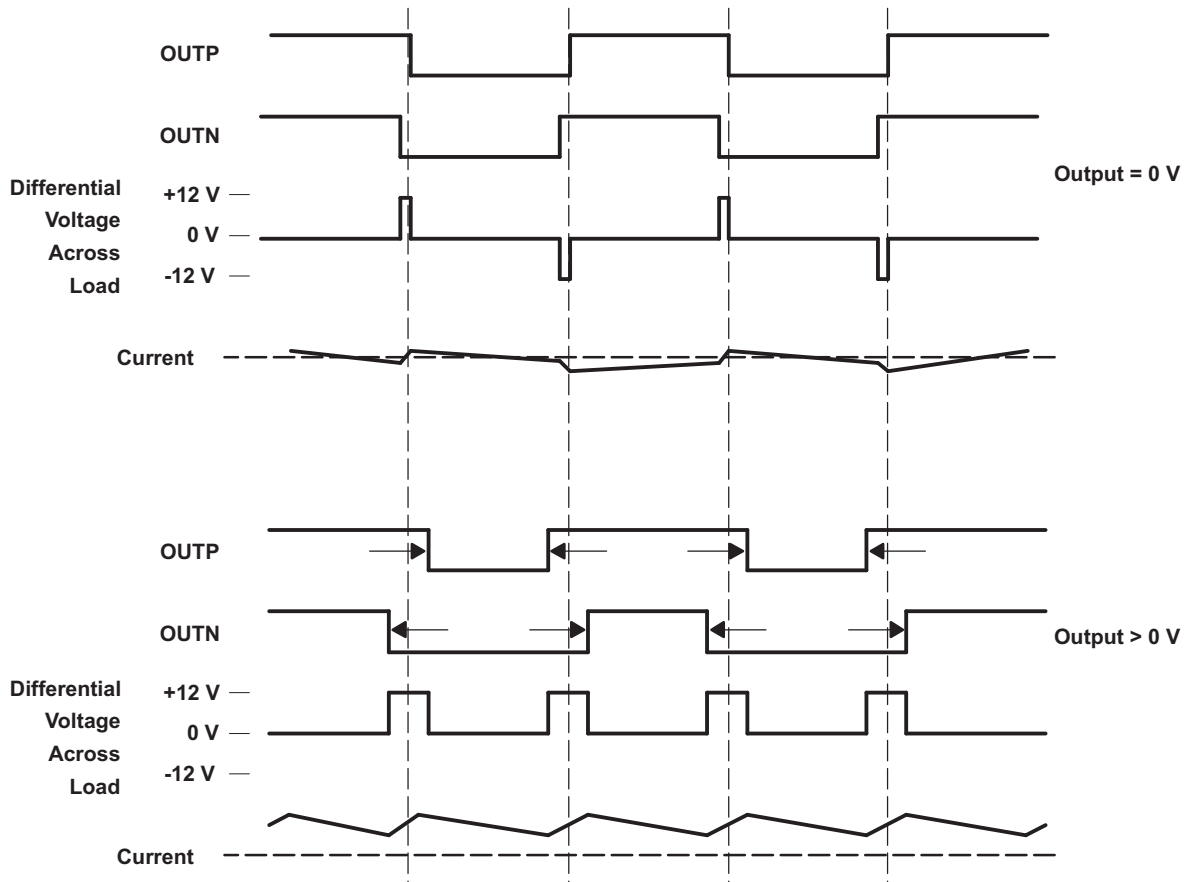 OUTP
OUTN
Output = 0 V
Differential
Voltage
Across
Load
+12 V
0 V
-12 V
Current
OUTP
OUTN
Output > 0 V
Differential
Voltage
Across
Load
+12 V
0 V
-12 V
Current